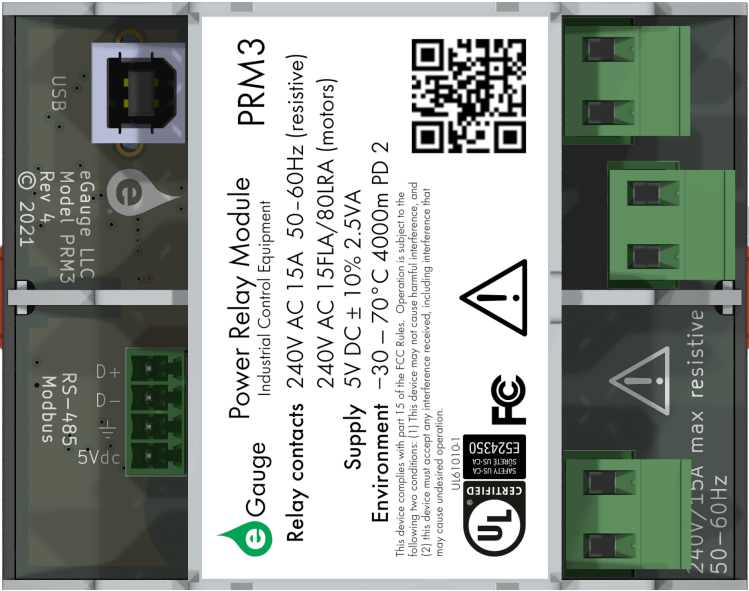 USB
eGauge LLC
Model PRM3
Rev 4
© 2021
e
RS-485
Modbus
D+
D-
5Vdc
e Gauge
Power Relay Module PRM3
Industrial Control Equipment
Relay contacts 240V AC 15A 50-60Hz (resistive)
240V AC 15FLA/80LRA (motors)
Supply 5V DC ± 10% 2.5VA
Environment −30 – 70°C 4000m PD 2
This device complies with part 15 of the FCC Rules. Operation is subject to the
following two conditions: (1) This device may not cause harmful interference, and
(2) this device must accept any interference received, including interference that
may cause undesired operation.
UL61010-1
UL
®
CERTIFIED
SAFETY US-CA
SÛRETÉ US-CA
E524350
FC
240V/15A max resistive
50-60Hz